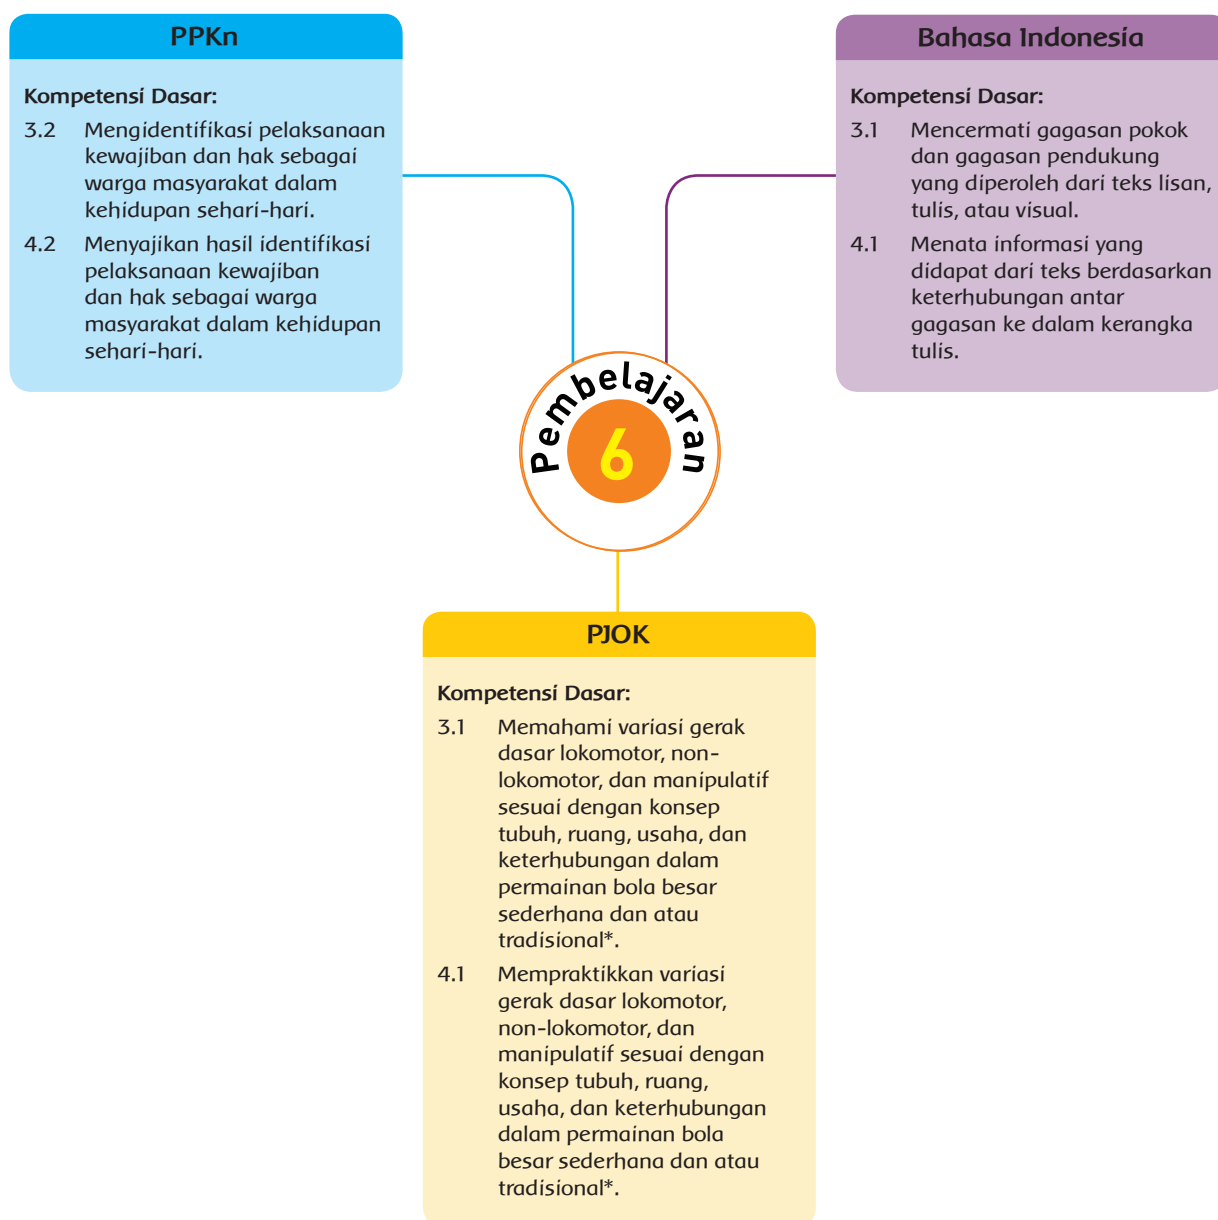 PPKn
Kompetensi Dasar:
3.2 Mengidentifikasi pelaksanaan
kewajiban dan hak sebagai
warga masyarakat dalam
kehidupan sehari-hari.
4.2 Menyajikan hasil identifikasi
pelaksanaan kewajiban
dan hak sebagai warga
masyarakat dalam kehidupan
sehari-hari.
Bahasa Indonesia
Kompetensi Dasar:
3.1 Mencermati gagasan pokok
dan gagasan pendukung
yang diperoleh dari teks lisan,
tulis, atau visual.
4.1 Menata informasi yang
didapat dari teks berdasarkan
keterhubungan antar
gagasan ke dalam kerangka
tulis.
Pembelajaran
6
PJOK
Kompetensi Dasar:
3.1 Memahami variasi gerak
dasar lokomotor, non-
lokomotor, dan manipulatif
sesuai dengan konsep
tubuh, ruang, usaha, dan
keterhubungan dalam
permainan bola besar
sederhana dan atau
tradisional*.
4.1 Mempraktikkan variasi
gerak dasar lokomotor,
non-lokomotor, dan
manipulatif sesuai dengan
konsep tubuh, ruang,
usaha, dan keterhubungan
dalam permainan bola
besar sederhana dan atau
tradisional*.